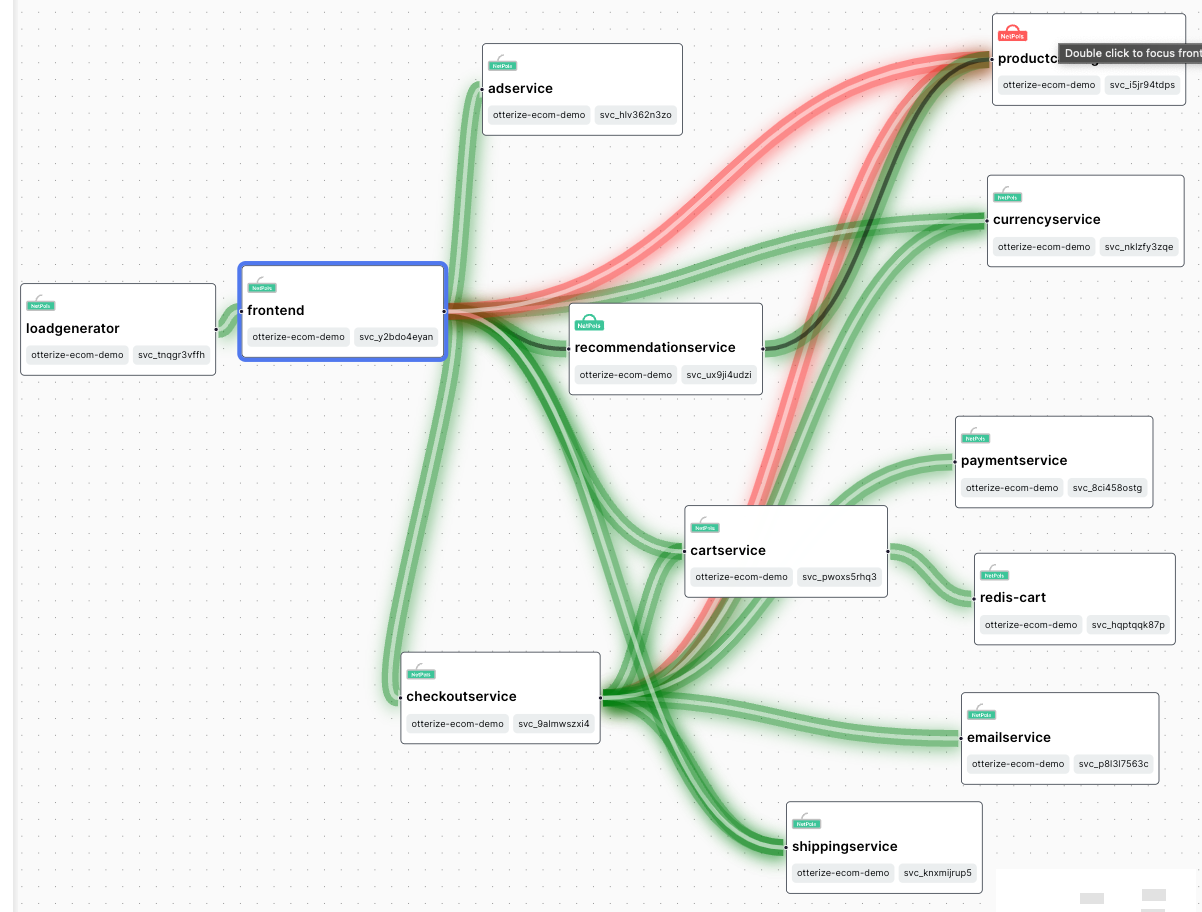 NetPols
Double click to focus front
productc
otterize-ecom-demo svc_i5jr94tdps
NetPols
adservice
otterize-ecom-demo svc_hlv362n3zo
NetPols
currencyservice
otterize-ecom-demo svc_nklzfy3zqe
NetPols
frontend
otterize-ecom-demo svc_y2bdo4eyan
NetPols
loadgenerator
otterize-ecom-demo svc_tnqgr3vffh
NetPols
recommendationservice
otterize-ecom-demo svc_ux9ji4udzi
NetPols
paymentservice
otterize-ecom-demo svc_8ci458ostg
NetPols
cartservice
otterize-ecom-demo svc_pwoxs5rhq3
NetPols
redis-cart
otterize-ecom-demo svc_hqptqqk87p
NetPols
checkoutservice
otterize-ecom-demo svc_9almwszxi4
NetPols
emailservice
otterize-ecom-demo svc_p8l3l7563c
NetPols
shippingservice
otterize-ecom-demo svc_knxmijrup5